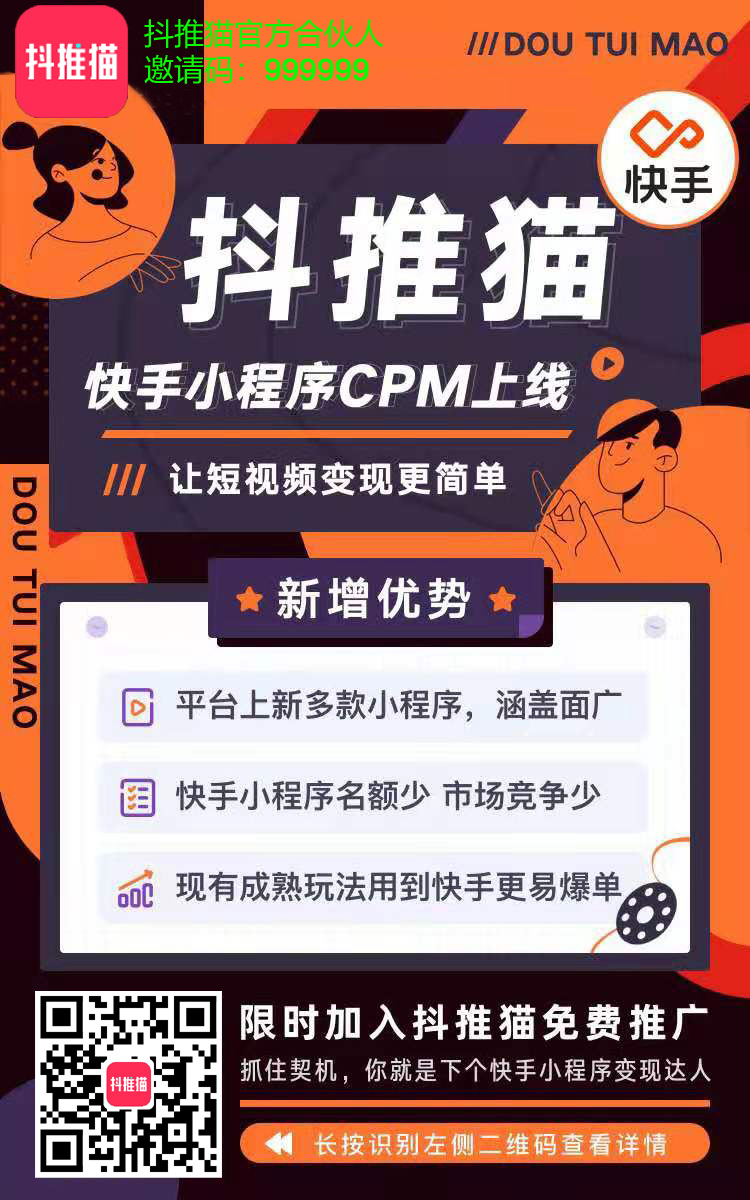 抖推猫
抖推猫官方合伙人
邀请码：999999
///DOU TUI MAO
快手
抖推猫
快手小程序CPM上线
/// 让短视频变现更简单
DOU TUI MAO
新增优势
平台上新多款小程序，涵盖面广
快手小程序名额少 市场竞争少
现有成熟玩法用到快手更易爆单
抖推猫
限时加入抖推猫免费推广
抓住契机，你就是下个快手小程序变现达人
长按识别左侧二维码查看详情